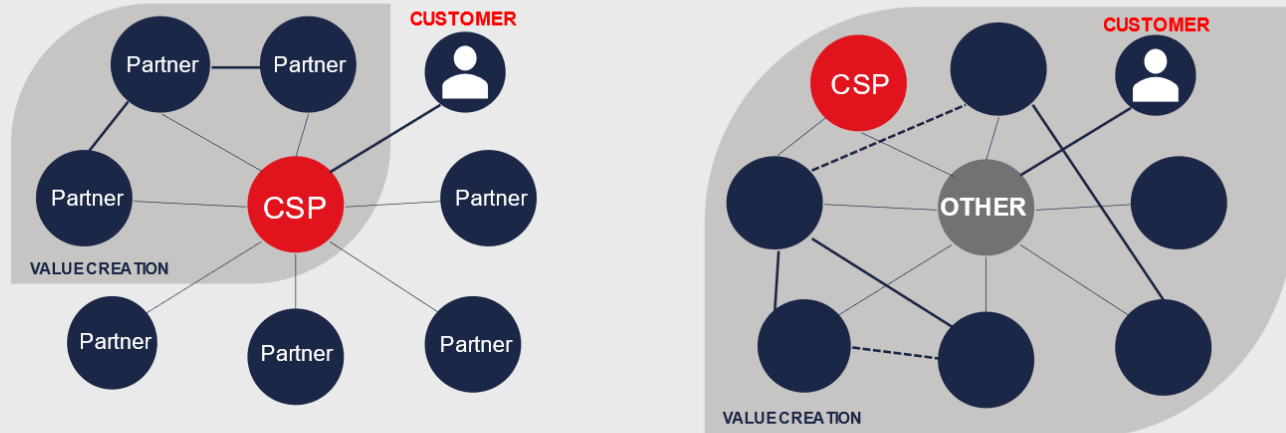 CUSTOMER
Partner
Partner
Partner
CSP
Partner
VALUE CREATION
Partner
Partner
Partner
CUSTOMER
CSP
OTHER
VALUE CREATION